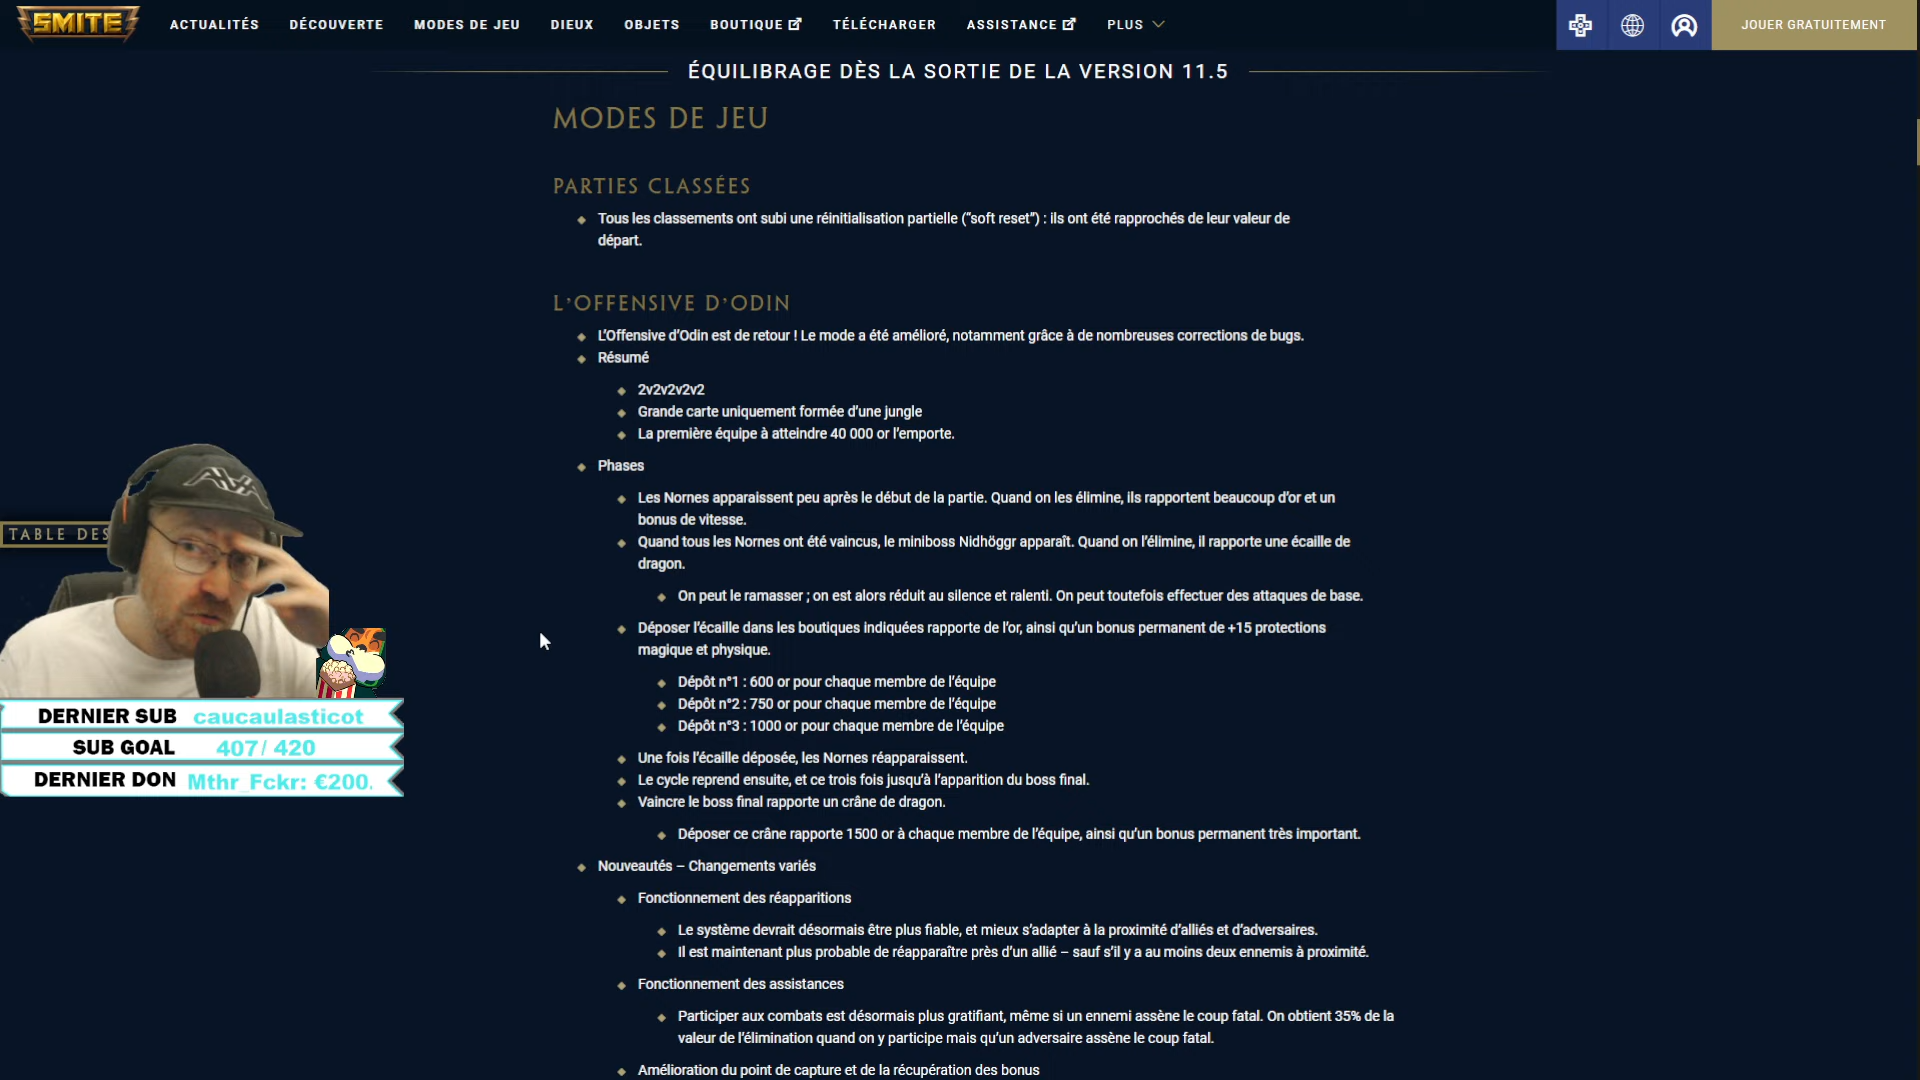 SMITE
ACTUALITÉS DÉCOUVERTE MODES DE JEU DIEUX OBJETS BOUTIQUE TÉLÉCHARGER ASSISTANCE PLUS JOUER GRATUITEMENT
ÉQUILIBRAGE DÈS LA SORTIE DE LA VERSION 11.5
MODES DE JEU
PARTIES CLASSÉES
Tous les classements ont subi une réinitialisation partielle (“soft reset”) : ils ont été rapprochés de leur valeur de
départ.
L’OFFENSIVE D’ODIN
L’Offensive d’Odin est de retour ! Le mode a été amélioré, notamment grâce à de nombreuses corrections de bugs.
Résumé
2v2v2v2v2
Grande carte uniquement formée d’une jungle
La première équipe à atteindre 40 000 or l’emporte.
Phases
Les Nornes apparaissent peu après le début de la partie. Quand on les élimine, ils rapportent beaucoup d’or et un
bonus de vitesse.
Quand tous les Nornes ont été vaincus, le miniboss Nidhöggr apparaît. Quand on l’élimine, il rapporte une écaille de
dragon.
On peut le ramasser ; on est alors réduit au silence et ralenti. On peut toutefois effectuer des attaques de base.
Déposer l’écaille dans les boutiques indiquées rapporte de l’or, ainsi qu’un bonus permanent de +15 protections
magique et physique.
Dépôt n°1 : 600 or pour chaque membre de l’équipe
Dépôt n°2 : 750 or pour chaque membre de l’équipe
Dépôt n°3 : 1000 or pour chaque membre de l’équipe
Une fois l’écaille déposée, les Nornes réapparaissent.
Le cycle reprend ensuite, et ce trois fois jusqu’à l’apparition du boss final.
Vaincre le boss final rapporte un crâne de dragon.
Déposer ce crâne rapporte 1500 or à chaque membre de l’équipe, ainsi qu’un bonus permanent très important.
Nouveautés – Changements variés
Fonctionnement des réapparitions
Le système devrait désormais être plus fiable, et mieux s’adapter à la proximité d’alliés et d’adversaires.
Il est maintenant plus probable de réapparaître près d’un allié – sauf s’il y a au moins deux ennemis à proximité.
Fonctionnement des assistances
Participer aux combats est désormais plus gratifiant, même si un ennemi assène le coup fatal. On obtient 35% de la
valeur de l’élimination quand on y participe mais qu’un adversaire assène le coup fatal.
Amélioration du point de capture et de la récupération des bonus
TABLE DES
DERNIER SUB caucaulasticot
SUB GOAL 407/ 420
DERNIER DON Mthr_Fckr: €200.